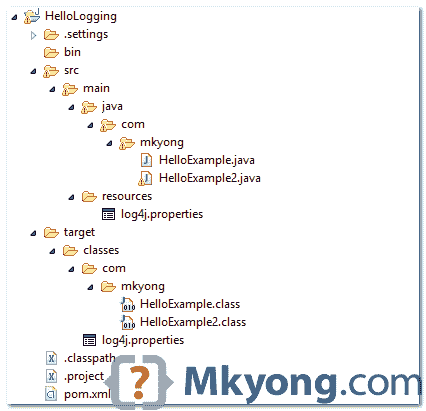 HelloLogging
.settings
bin
src
main
java
com
mkyong
HelloExample.java
HelloExample2.java
resources
log4j.properties
target
classes
com
mkyong
HelloExample.class
HelloExample2.class
log4j.properties
.classpath
.project
pom.xml
Mkyong.com